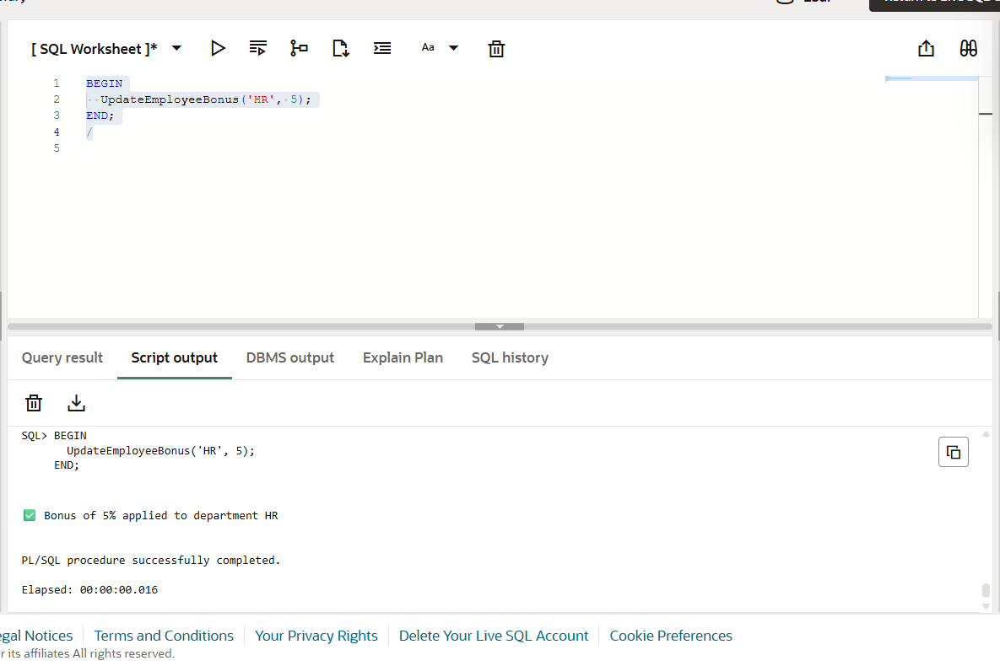 [ SQL Worksheet ]*
Aa
1 BEGIN
2 UpdateEmployeeBonus('HR', 5);
3 END;
4 /
5
Query result Script output DBMS output Explain Plan SQL history
SQL> BEGIN
UpdateEmployeeBonus('HR', 5);
END;
Bonus of 5% applied to department HR
PL/SQL procedure successfully completed.
Elapsed: 00:00:00.016
egal Notices Terms and Conditions Your Privacy Rights Delete Your Live SQL Account Cookie Preferences
r its affiliates All rights reserved.